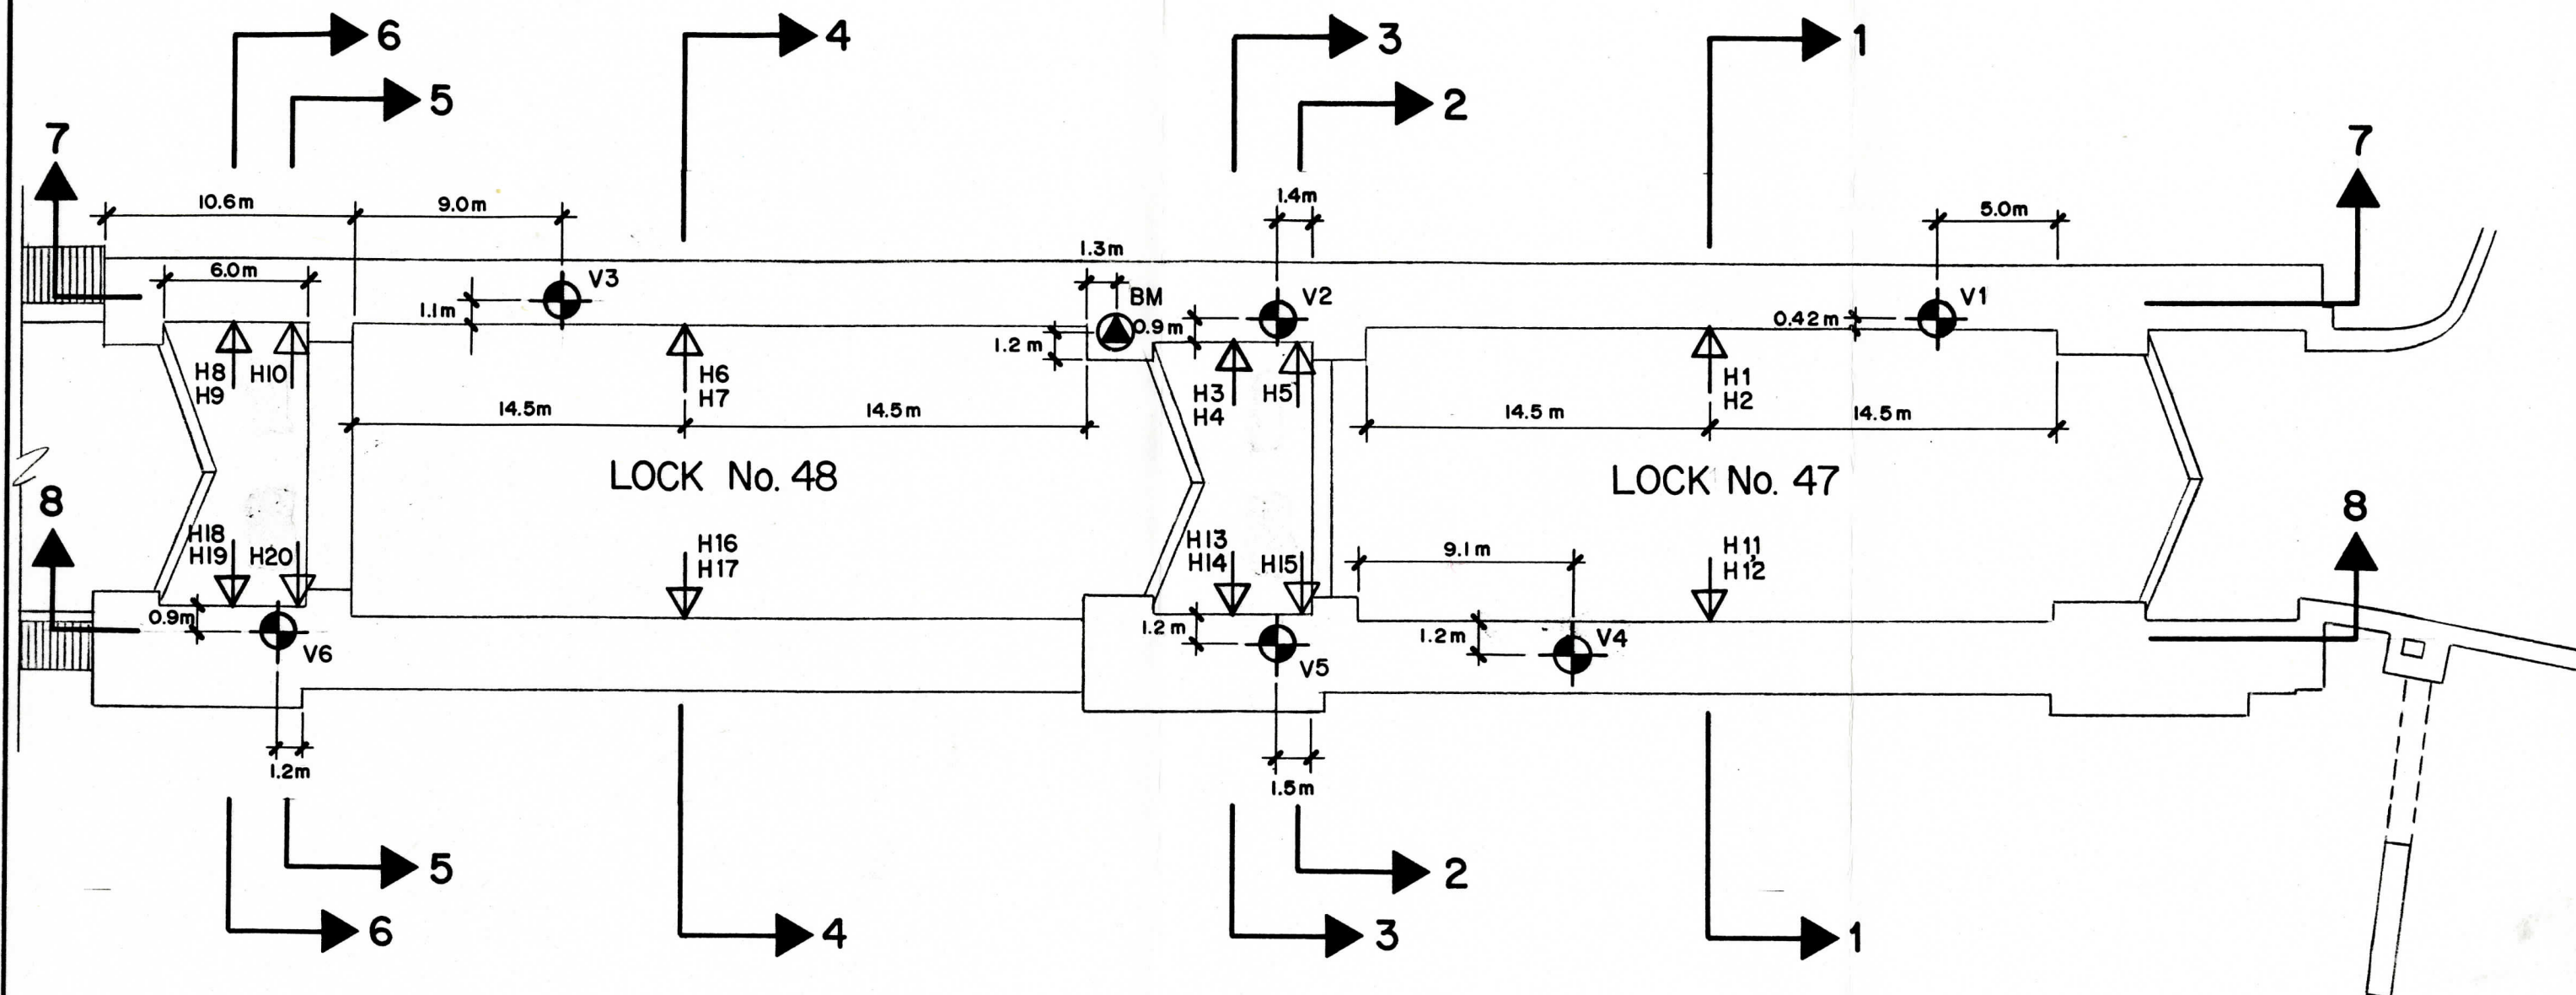 6
4
3
1
5
2
7
7
10.6m
9.0m
1.4m
5.0m
1.3m
6.0m
V3
BM
V2
V1
1.1m
0.9m
0.42m
1.2 m
H8
H9
H10
H6
H7
H3
H4
H5
H1
H2
14.5m
14.5m
14.5 m
14.5m
LOCK No. 48
LOCK No. 47
8
8
H18
H19
H20
H16
H17
H13
H14
H15
9.1m
H11
H12
0.9m
V6
1.2m
V5
1.2m
V4
1.2m
1.5m
5
2
6
4
3
1